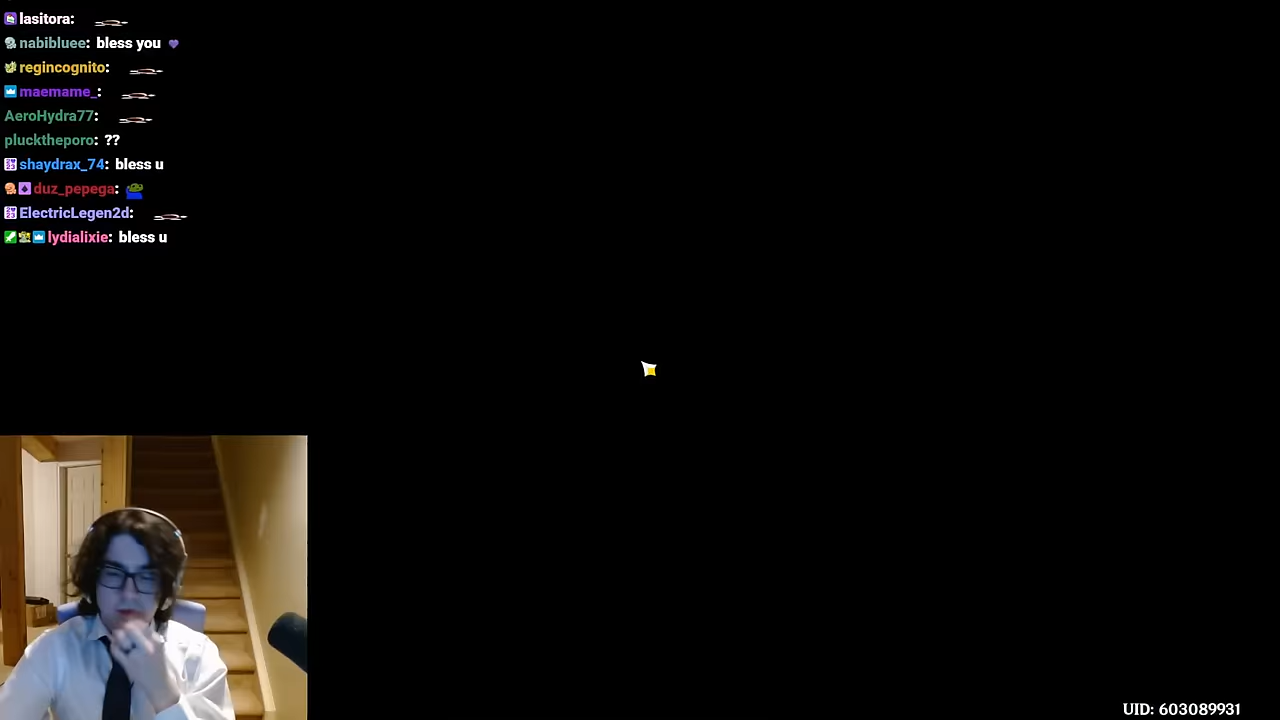 lasitora:
nabibluee: bless you
regincognito:
maemame_:
AeroHydra77:
plucktheporo: ??
shaydrax_74: bless u
duz_pepega:
ElectricLegen2d:
lydialixie: bless u
UID: 603089931